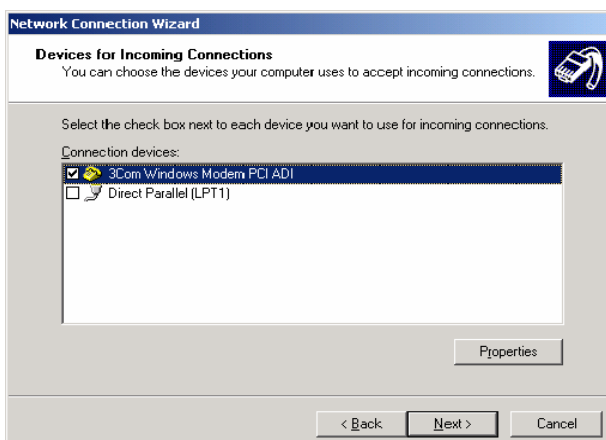 Network Connection Wizard
Devices for Incoming Connections
You can choose the devices your computer uses to accept incoming connections.
Select the check box next to each device you want to use for incoming connections.
Connection devices:
3Com Windows Modem PCI ADI
Direct Parallel (LPT1)
Properties
< Back
Next >
Cancel